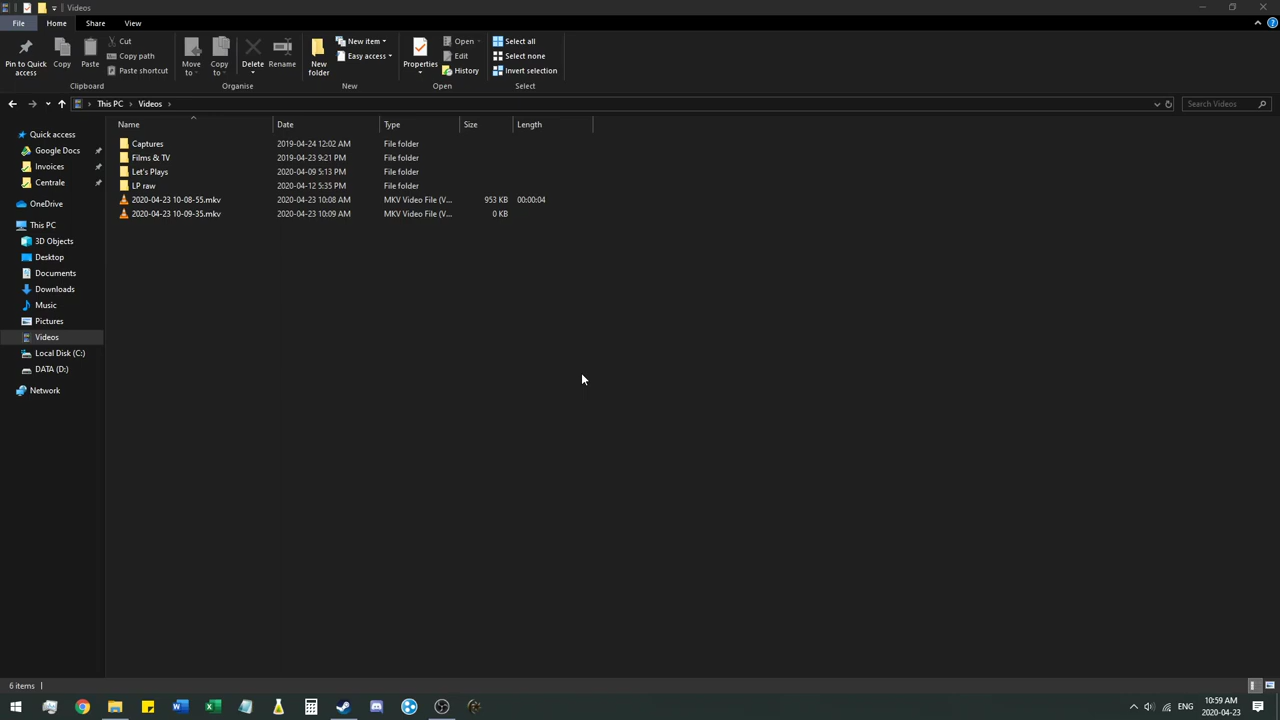 Videos
File Home Share View
Pin to Quick access
Copy
Paste
Cut
Copy path
Paste shortcut
Clipboard
Move to
Copy to
Delete
Rename
Organise
New folder
New item
Easy access
New
Properties
Open
Edit
History
Open
Select all
Select none
Invert selection
Select
This PC > Videos >
Search Videos
Name Date Type Size Length
Captures 2019-04-24 12:02 AM File folder
Films & TV 2019-04-23 9:21 PM File folder
Let's Plays 2020-04-09 5:13 PM File folder
LP raw 2020-04-12 5:35 PM File folder
2020-04-23 10-08-55.mkv 2020-04-23 10:08 AM MKV Video File (V... 953 KB 00:00:04
2020-04-23 10-09-35.mkv 2020-04-23 10:09 AM MKV Video File (V... 0 KB
Quick access
Google Docs
Invoices
Centrale
OneDrive
This PC
3D Objects
Desktop
Documents
Downloads
Music
Pictures
Videos
Local Disk (C:)
DATA (D:)
Network
6 items
ENG
10:59 AM
2020-04-23